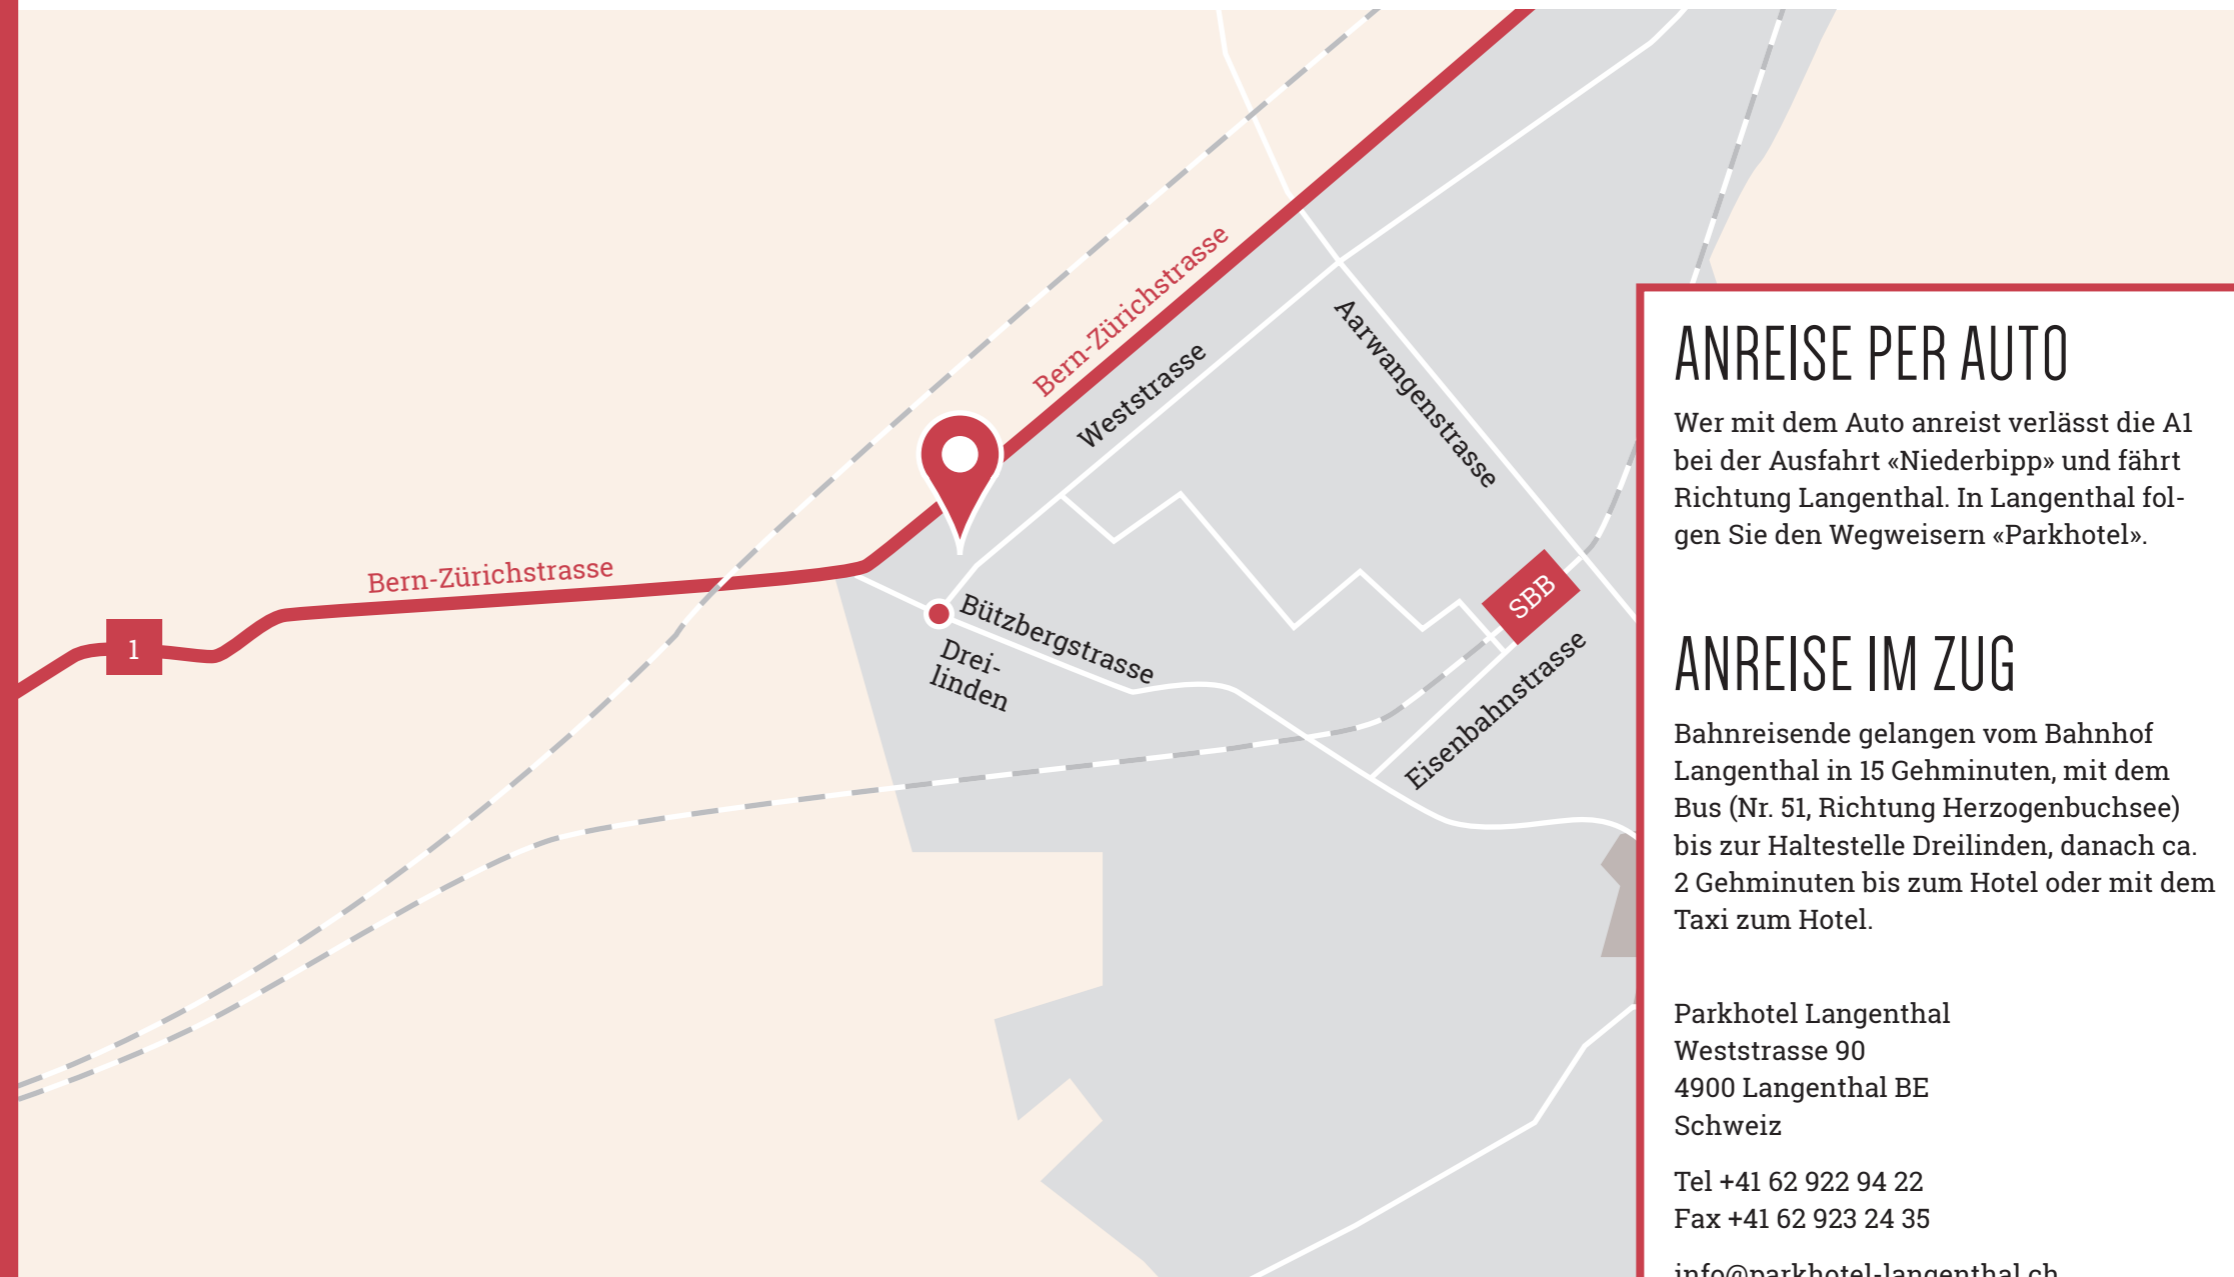 Bern-Zürichstrasse
Weststrasse
Aarwangenstrasse
Bern-Zürichstrasse
1
SBB
Bützbergstrasse
Drei-
linden
Eisenbahnstrasse
ANREISE PER AUTO
Wer mit dem Auto anreist verlässt die A1
bei der Ausfahrt «Niederbipp» und fährt
Richtung Langenthal. In Langenthal fol-
gen Sie den Wegweisern «Parkhotel».
ANREISE IM ZUG
Bahnreisende gelangen vom Bahnhof
Langenthal in 15 Gehminuten, mit dem
Bus (Nr. 51, Richtung Herzogenbuchsee)
bis zur Haltestelle Dreilinden, danach ca.
2 Gehminuten bis zum Hotel oder mit dem
Taxi zum Hotel.
Parkhotel Langenthal
Weststrasse 90
4900 Langenthal BE
Schweiz
Tel +41 62 922 94 22
Fax +41 62 923 24 35
info@parkhotel-langenthal.ch